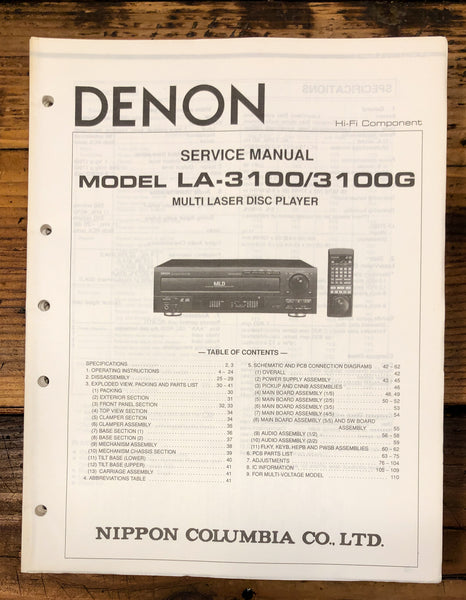 DENON
Hi-Fi Component
SERVICE MANUAL
MODEL LA-3100/3100G
MULTI LASER DISC PLAYER
MLD
— TABLE OF CONTENTS —
SPECIFICATIONS 2, 3
1. OPERATING INSTRUCTIONS 4 - 24
2. DISSASSEMBLY 25 - 29
3. EXPLODED VIEW, PACKING AND PARTS LIST 30 - 41
(1) PACKING 30
(2) EXTERIOR SECTION 31
(3) FRONT PANEL SECTION 32, 33
(4) TOP VIEW SECTION 34
(5) CLAMPER SECTION 35
(6) CLAMPER ASSEMBLY 36
(7) BASE SECTION (1) 36
(8) BASE SECTION (2) 37
(9) MECHANISM ASSEMBLY 38
(10) MECHANISM CHASSIS SECTION 39
(11) TILT BASE (LOWER) 40
(12) TILT BASE (UPPER) 41
(13) CARRIAGE ASSEMBLY 41
4. ABBREVIATIONS TABLE 41
5. SCHEMATIC AND PCB CONNECTION DIAGRAMS 42 - 62
(1) OVERALL 42
(2) POWER SUPPLY ASSEMBLY 43 - 45
(3) PICKUP AND CNNB ASSEMBLIES 46
(4) MAIN BOARD ASSEMBLY (1/5) 48, 49
(5) MAIN BOARD ASSEMBLY (2/5) 50 - 52
(6) MAIN BOARD ASSEMBLY (3/5) 53
(7) MAIN BOARD ASSEMBLY (4/5) 54
(8) MAIN BOARD ASSEMBLY (5/5) AND SW BOARD
ASSEMBLY 55
(9) AUDIO ASSEMBLY (1/2) 56 - 58
(10) AUDIO ASSEMBLY (2/2) 59
(11) FLKY, KEYB, HEPB AND PWSB ASSEMBLIES 60 - 62
6. PCB PARTS LIST 63 - 75
7. ADJUSTMENTS 76 - 104
8. IC INFORMATION 105 - 109
9. FOR MULTI-VOLTAGE MODEL 110
NIPPON COLUMBIA CO., LTD.